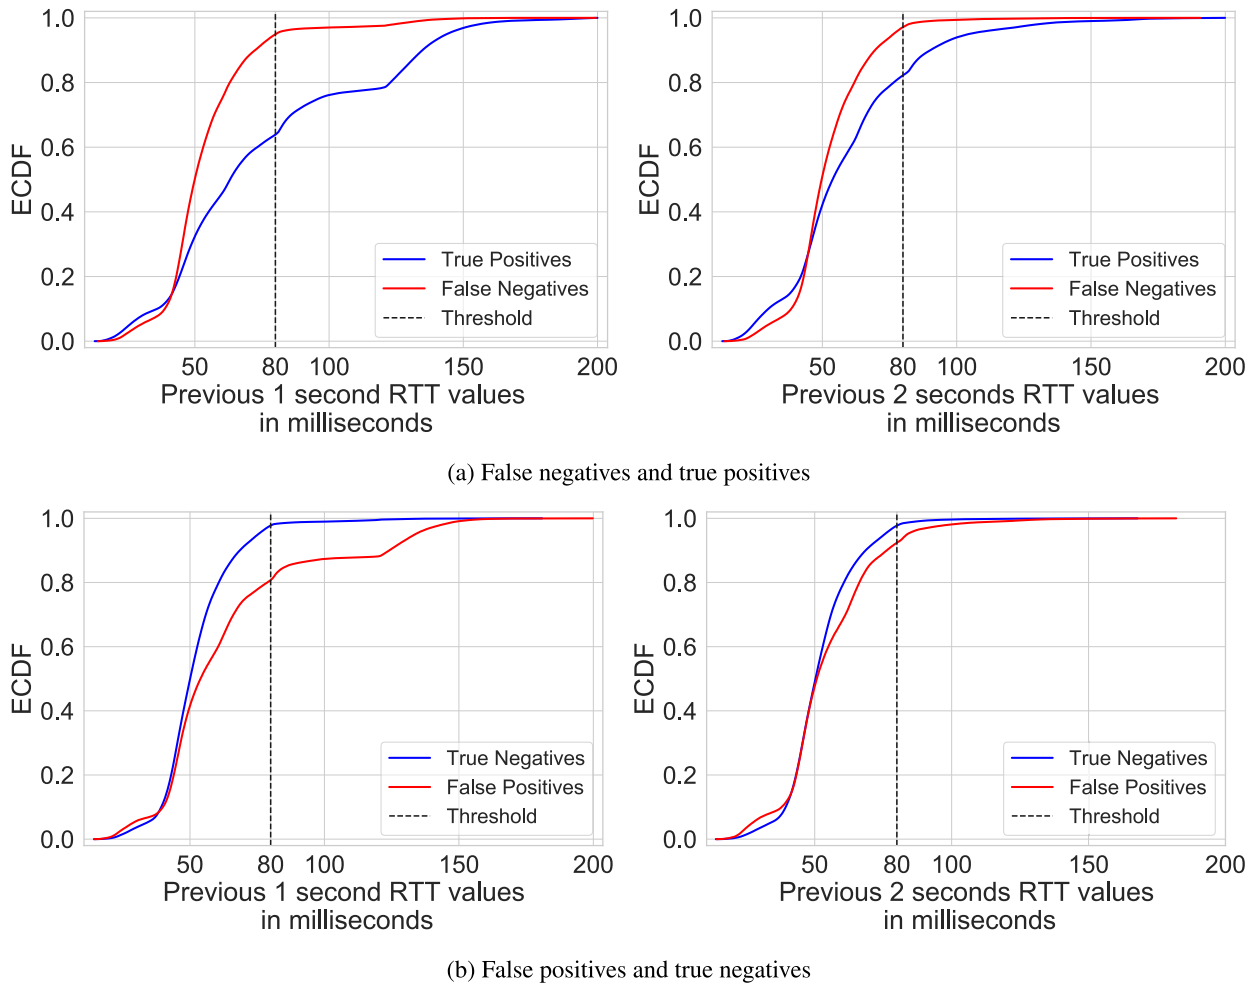 1.0
0.8
0.6
0.4
0.2
0.0
ECDF
True Positives
False Negatives
Threshold
50 80 100 150 200
Previous 1 second RTT values
in milliseconds
1.0
0.8
0.6
0.4
0.2
0.0
ECDF
True Positives
False Negatives
Threshold
50 80 100 150 200
Previous 2 seconds RTT values
in milliseconds
(a) False negatives and true positives
1.0
0.8
0.6
0.4
0.2
0.0
ECDF
True Negatives
False Positives
Threshold
50 80 100 150 200
Previous 1 second RTT values
in milliseconds
1.0
0.8
0.6
0.4
0.2
0.0
ECDF
True Negatives
False Positives
Threshold
50 80 100 150 200
Previous 2 seconds RTT values
in milliseconds
(b) False positives and true negatives